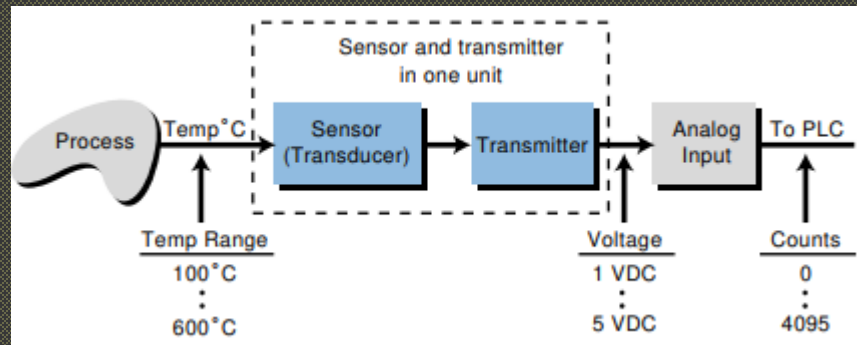 Sensor and transmitter
in one unit
Process
Temp°C
Sensor
(Transducer)
Transmitter
Analog
Input
To PLC
Temp Range
100°C
⋮
600°C
Voltage
1 VDC
⋮
5 VDC
Counts
0
⋮
4095